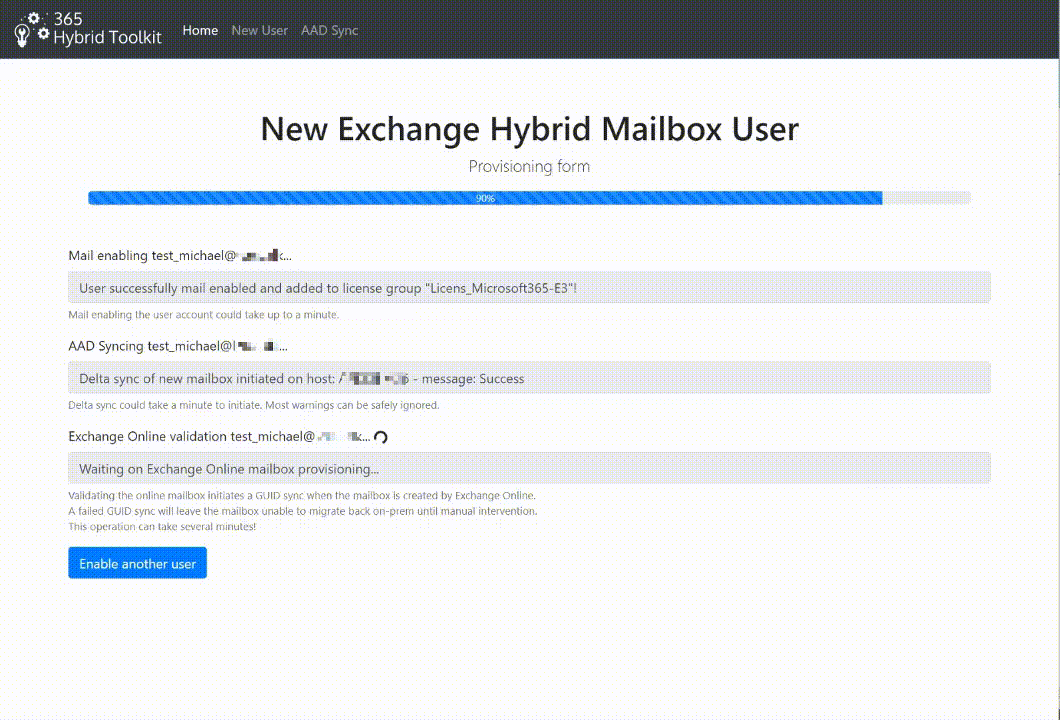 365
Hybrid Toolkit
Home New User AAD Sync
New Exchange Hybrid Mailbox User
Provisioning form
90%
Mail enabling test_michael@ ...
User successfully mail enabled and added to license group "Licens_Microsoft365-E3"!
Mail enabling the user account could take up to a minute.
AAD Syncing test_michael@ ...
Delta sync of new mailbox initiated on host: - message: Success
Delta sync could take a minute to initiate. Most warnings can be safely ignored.
Exchange Online validation test_michael@ ...
Waiting on Exchange Online mailbox provisioning...
Validating the online mailbox initiates a GUID sync when the mailbox is created by Exchange Online.
A failed GUID sync will leave the mailbox unable to migrate back on-prem until manual intervention.
This operation can take several minutes!
Enable another user